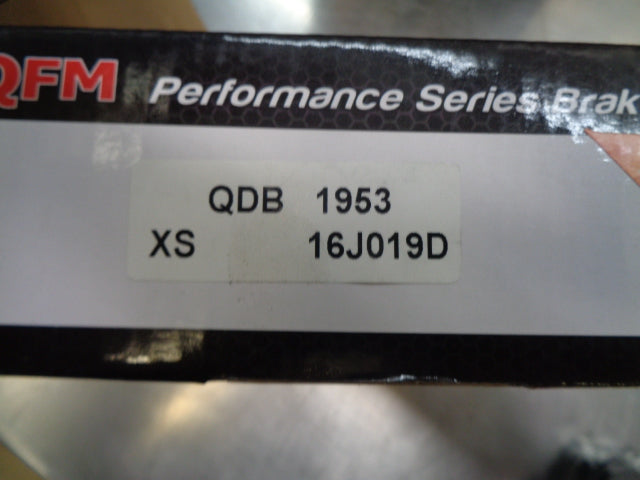 QFM Performance Series Brak
QDB 1953
XS 16J019D